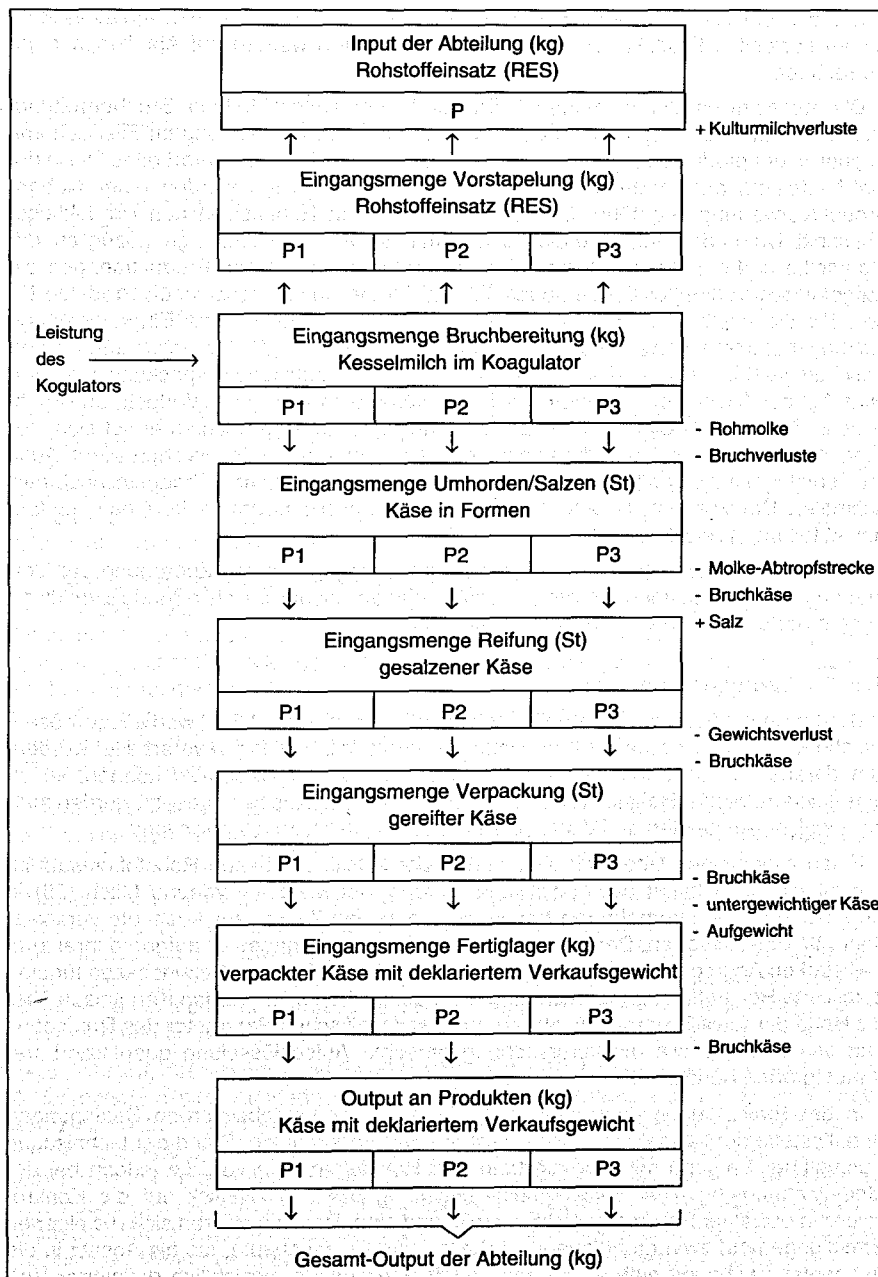 Input der Abteilung (kg)
Rohstoffeinsatz (RES)
P
+ Kulturmilchverluste
Eingangsmenge Vorstapelung (kg)
Rohstoffeinsatz (RES)
P1 P2 P3
Leistung
des
Kogulators
Eingangsmenge Bruchbereitung (kg)
Kesselmilch im Koagulator
P1 P2 P3
- Rohmolke
- Bruchverluste
Eingangsmenge Umhorden/Salzen (St)
Käse in Formen
P1 P2 P3
- Molke-Abtropfstrecke
- Bruchkäse
+ Salz
Eingangsmenge Reifung (St)
gesalzener Käse
P1 P2 P3
- Gewichtsverlust
- Bruchkäse
Eingangsmenge Verpackung (St)
gereifter Käse
P1 P2 P3
- Bruchkäse
- untergewichtiger Käse
- Aufgewicht
Eingangsmenge Fertiglager (kg)
verpackter Käse mit deklariertem Verkaufsgewicht
P1 P2 P3
- Bruchkäse
Output an Produkten (kg)
Käse mit deklariertem Verkaufsgewicht
P1 P2 P3
Gesamt-Output der Abteilung (kg)